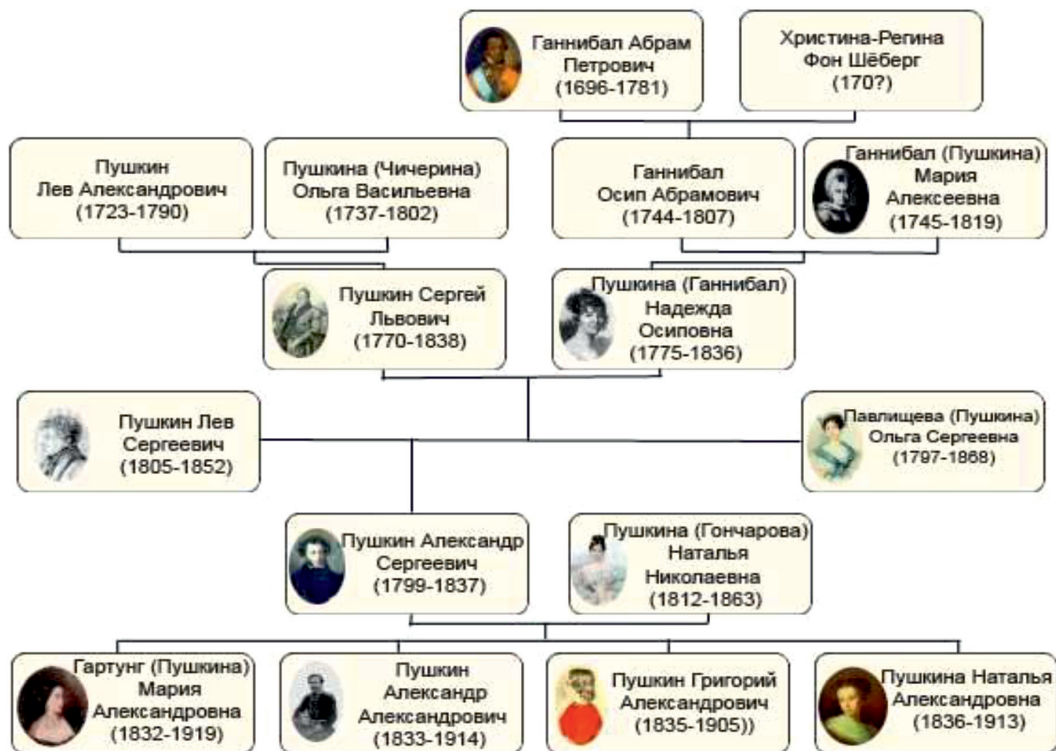 Ганнибал Абрам
Петрович
(1696-1781)
Христина-Регина
Фон Шёберг
(170?)
Пушкин
Лев Александрович
(1723-1790)
Пушкина (Чичерина)
Ольга Васильевна
(1737-1802)
Ганнибал
Осип Абрамович
(1744-1807)
Ганнибал (Пушкина)
Мария
Алексеевна
(1745-1819)
Пушкин Сергей
Львович
(1770-1838)
Пушкина (Ганнибал)
Надежда
Осиповна
(1775-1836)
Пушкин Лев
Сергеевич
(1805-1852)
Павлищева (Пушкина)
Ольга Сергеевна
(1797-1868)
Пушкин Александр
Сергеевич
(1799-1837)
Пушкина (Гончарова)
Наталья
Николаевна
(1812-1863)
Гартунг (Пушкина)
Мария
Александровна
(1832-1919)
Пушкин
Александр
Александрович
(1833-1914)
Пушкин Григорий
Александрович
(1835-1905))
Пушкина Наталья
Александровна
(1836-1913)